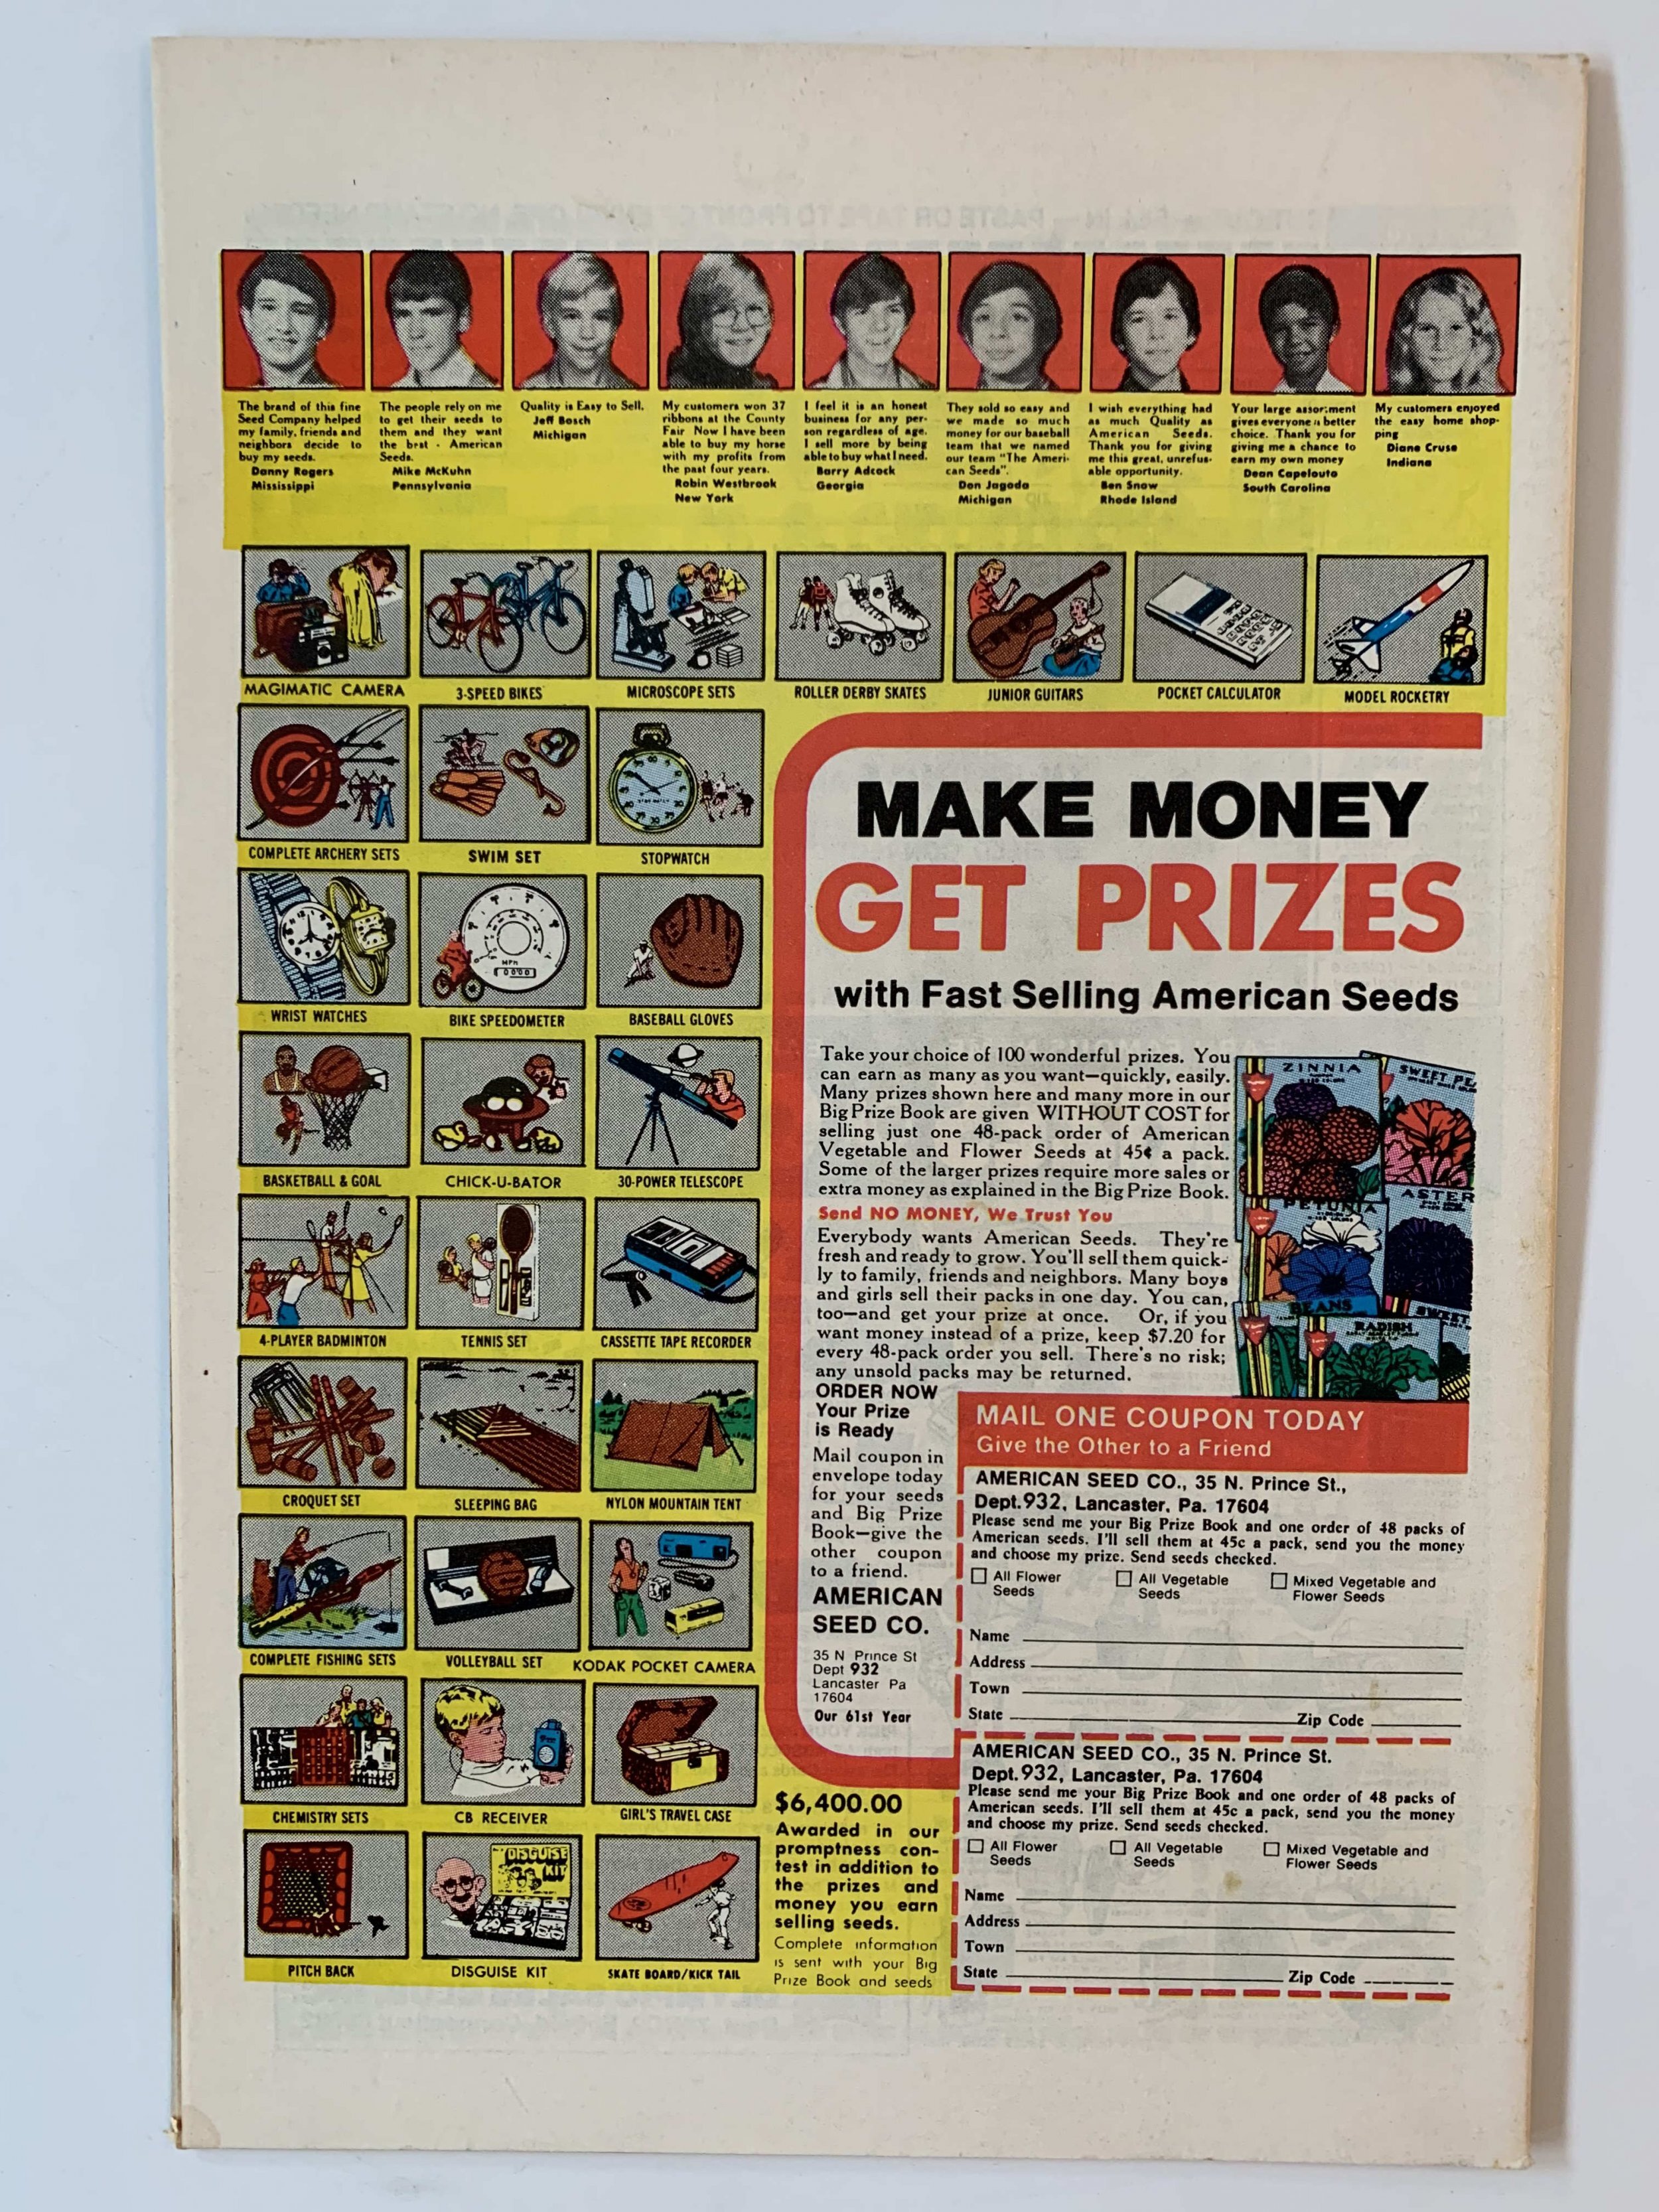 The brand of this fine
Seed Company helped
my family, friends and
neighbors decide to
buy my seeds.
Danny Rogers
Mississippi
The people rely on me
to get their seeds to
them and they want
the best - American
Seeds.
Mike McKuhn
Pennsylvania
Quality is Easy to Sell.
Jeff Bosch
Michigan
My customers won 37
ribbons at the County
Fair Now I have been
able to buy my horse
with my profits from
the past four years.
Robin Westbrook
New York
I feel it is an honest
business for any per-
son regardless of age.
I sell more by being
able to buy what I need.
Barry Adcock
Georgia
They sold so easy and
we made so much
money for our baseball
team that we named
our team "The Ameri-
can Seeds".
Don Jagoda
Michigan
I wish everything had
as much Quality as
American Seeds.
Thank you for giving
me this great, unrefus-
able opportunity.
Ben Snow
Rhode Island
Your large assortment
gives everyone a better
choice. Thank you for
giving me a chance to
earn my own money
Dean Capelouto
South Carolina
My customers enjoyed
the easy home shop-
ping
Diane Cruse
Indiana
MAGIMATIC CAMERA
3-SPEED BIKES
MICROSCOPE SETS
ROLLER DERBY SKATES
JUNIOR GUITARS
POCKET CALCULATOR
MODEL ROCKETRY
COMPLETE ARCHERY SETS
SWIM SET
STOPWATCH
WRIST WATCHES
MPH
BIKE SPEEDOMETER
BASEBALL GLOVES
BASKETBALL & GOAL
CHICK-U-BATOR
30-POWER TELESCOPE
4-PLAYER BADMINTON
TENNIS SET
CASSETTE TAPE RECORDER
CROQUET SET
SLEEPING BAG
NYLON MOUNTAIN TENT
COMPLETE FISHING SETS
VOLLEYBALL SET
KODAK POCKET CAMERA
CHEMISTRY SETS
CB RECEIVER
GIRL'S TRAVEL CASE
DISGUISE
KIT
PITCH BACK
DISGUISE KIT
SKATE BOARD/KICK TAIL
MAKE MONEY
GET PRIZES
with Fast Selling American Seeds
Take your choice of 100 wonderful prizes. You
can earn as many as you want—quickly, easily.
Many prizes shown here and many more in our
Big Prize Book are given WITHOUT COST for
selling just one 48-pack order of American
Vegetable and Flower Seeds at 45¢ a pack.
Some of the larger prizes require more sales or
extra money as explained in the Big Prize Book.
Send NO MONEY, We Trust You
Everybody wants American Seeds. They're
fresh and ready to grow. You'll sell them quick-
ly to family, friends and neighbors. Many boys
and girls sell their packs in one day. You can,
too—and get your prize at once. Or, if you
want money instead of a prize, keep $7.20 for
every 48-pack order you sell. There's no risk;
any unsold packs may be returned.
ZINNIA
SWEET PE
PETUNIA
ASTER
BEANS
RADISH
SWEET
ORDER NOW
Your Prize
is Ready
Mail coupon in
envelope today
for your seeds
and Big Prize
Book—give the
other coupon
to a friend.
AMERICAN
SEED CO.
35 N Prince St
Dept 932
Lancaster Pa
17604
Our 61st Year
$6,400.00
Awarded in our
promptness con-
test in addition to
the prizes and
money you earn
selling seeds.
Complete information
is sent with your Big
Prize Book and seeds
MAIL ONE COUPON TODAY
Give the Other to a Friend
AMERICAN SEED CO., 35 N. Prince St.,
Dept.932, Lancaster, Pa. 17604
Please send me your Big Prize Book and one order of 48 packs of
American seeds. I'll sell them at 45c a pack, send you the money
and choose my prize. Send seeds checked.
All Flower
Seeds
All Vegetable
Seeds
Mixed Vegetable and
Flower Seeds
Name
Address
Town
State Zip Code
AMERICAN SEED CO., 35 N. Prince St.
Dept.932, Lancaster, Pa. 17604
Please send me your Big Prize Book and one order of 48 packs of
American seeds. I'll sell them at 45c a pack, send you the money
and choose my prize. Send seeds checked.
All Flower
Seeds
All Vegetable
Seeds
Mixed Vegetable and
Flower Seeds
Name
Address
Town
State Zip Code